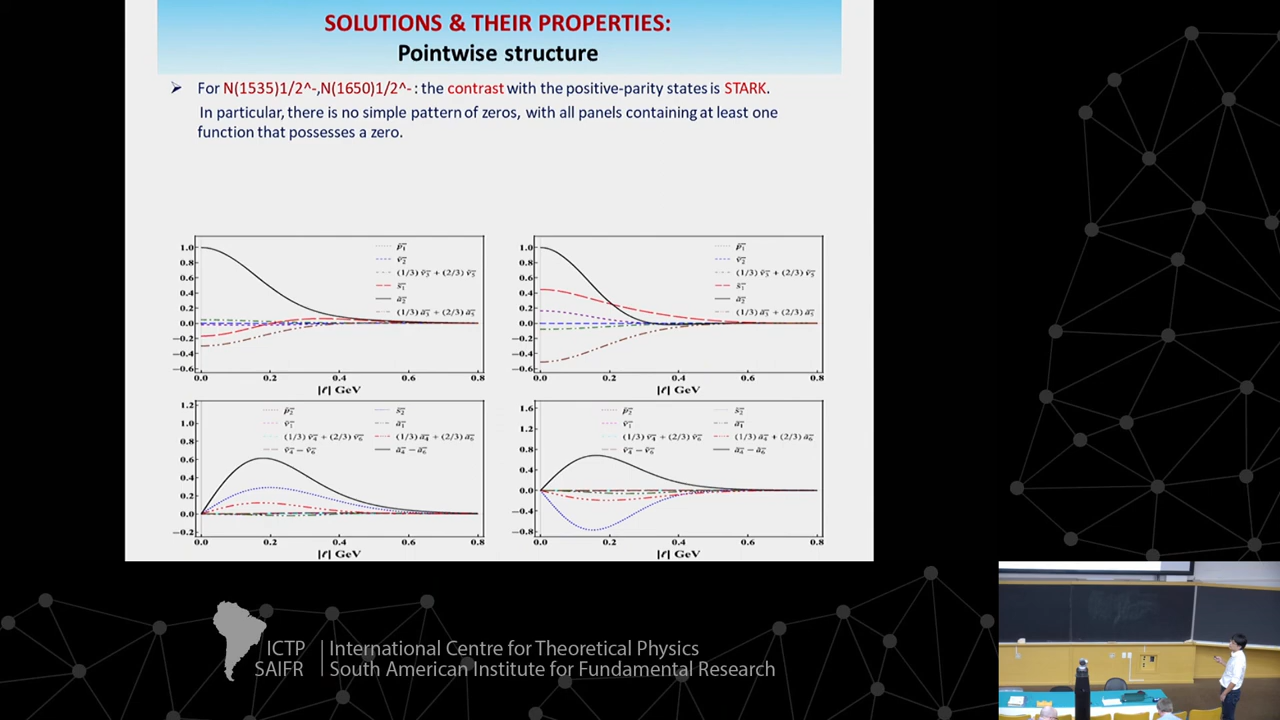 SOLUTIONS & THEIR PROPERTIES:
Pointwise structure
➤ For N(1535)1/2^-,N(1650)1/2^- : the contrast with the positive-parity states is STARK.
In particular, there is no simple pattern of zeros, with all panels containing at least one
function that possesses a zero.
1.0
0.8
0.6
0.4
0.2
0.0
−0.2
−0.4
−0.6
0.0 0.2 0.4 0.6 0.8
|ℓ| GeV
1.0
0.8
0.6
0.4
0.2
0.0
−0.2
−0.4
−0.6
0.0 0.2 0.4 0.6 0.8
|ℓ| GeV
1.2
1.0
0.8
0.6
0.4
0.2
0.0
−0.2
0.0 0.2 0.4 0.6 0.8
|ℓ| GeV
1.6
1.2
0.8
0.4
0.0
−0.4
−0.8
0.0 0.2 0.4 0.6 0.8
|ℓ| GeV
ICTP
SAIFR
International Centre for Theoretical Physics
South American Institute for Fundamental Research